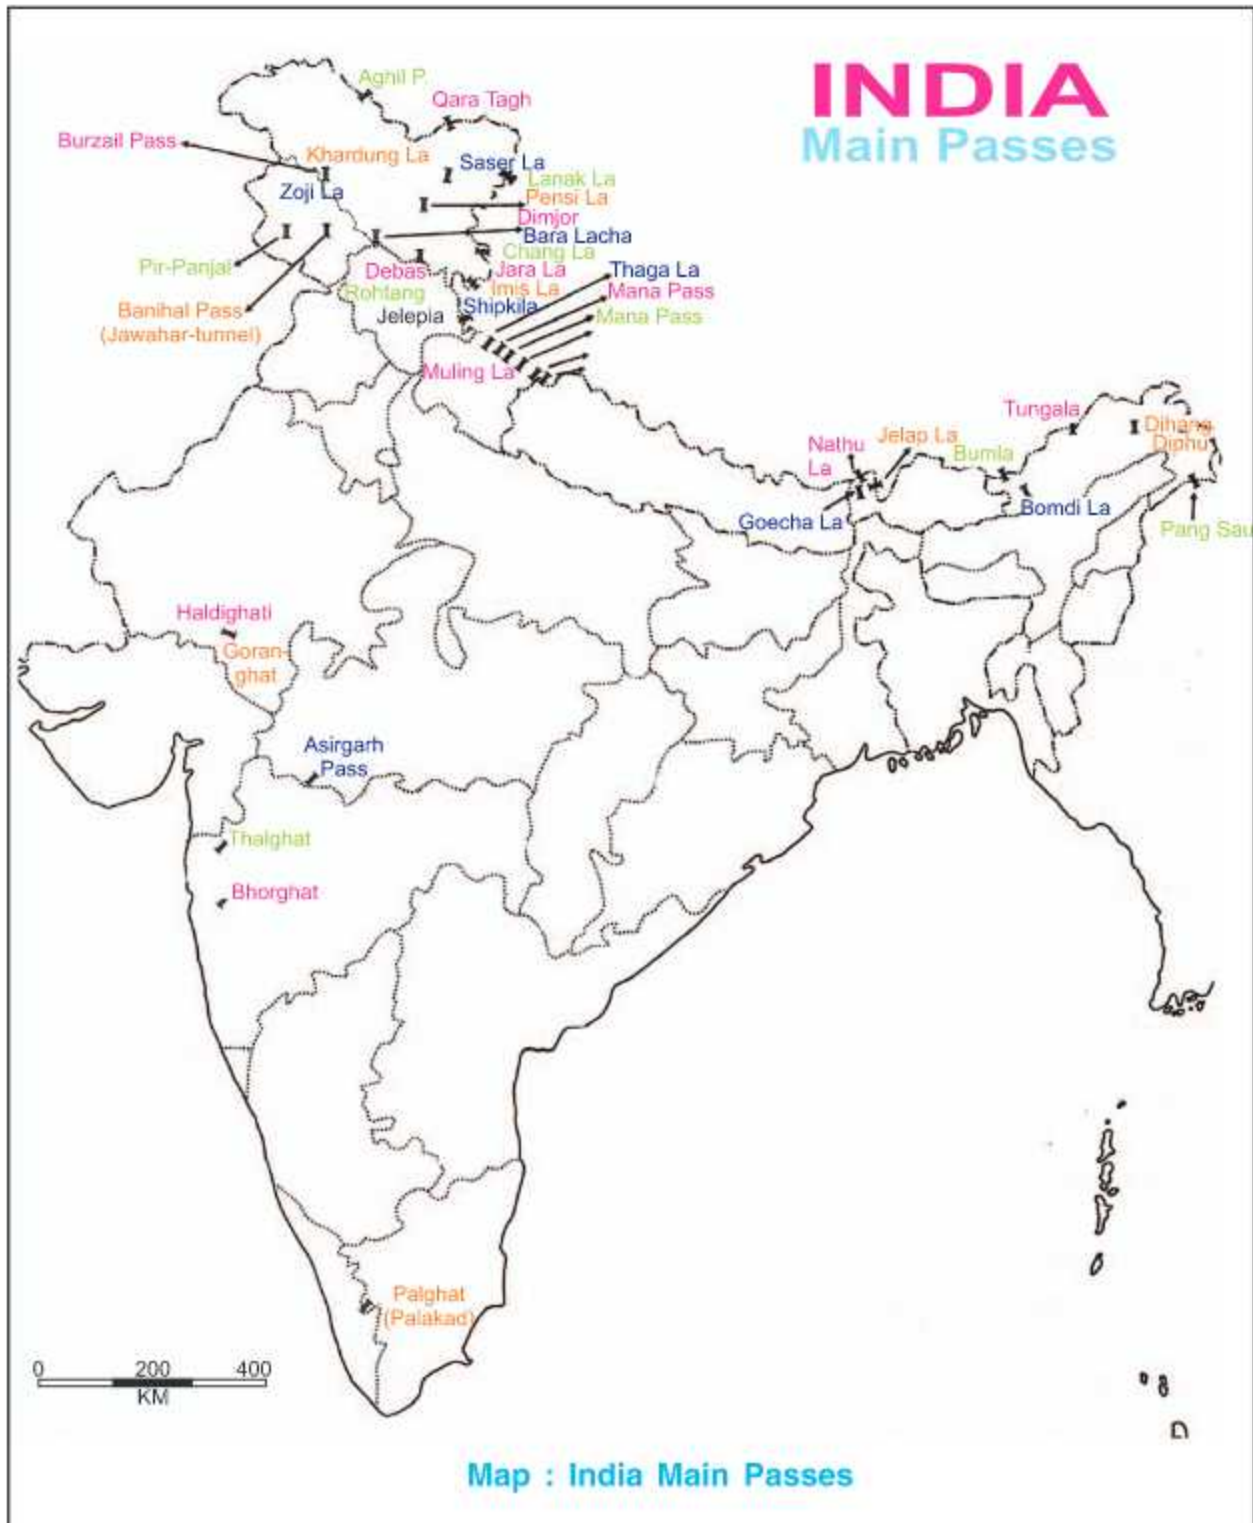 INDIA
Main Passes
Aghil P.
Qara Tagh
Burzail Pass
Khardung La
Saser La
Zoji La
Lanak La
Pensi La
Dimjor
Bara Lacha
Chang La
Pir-Panjal
Debas
Jara La
Thaga La
Rohtang
Imis La
Mana Pass
Banihal Pass
(Jawahar-tunnel)
Shipkila
Jelepia
Mana Pass
Muling La
Tungala
Dihang
Diphu
Nathu
La
Jelap La
Bumla
Goecha La
Bomdi La
Pang Sau
Haldighati
Goran-
ghat
Asirgarh
Pass
Thalghat
Bhorghat
Palghat
(Palakad)
0 200 400
KM
Map : India Main Passes